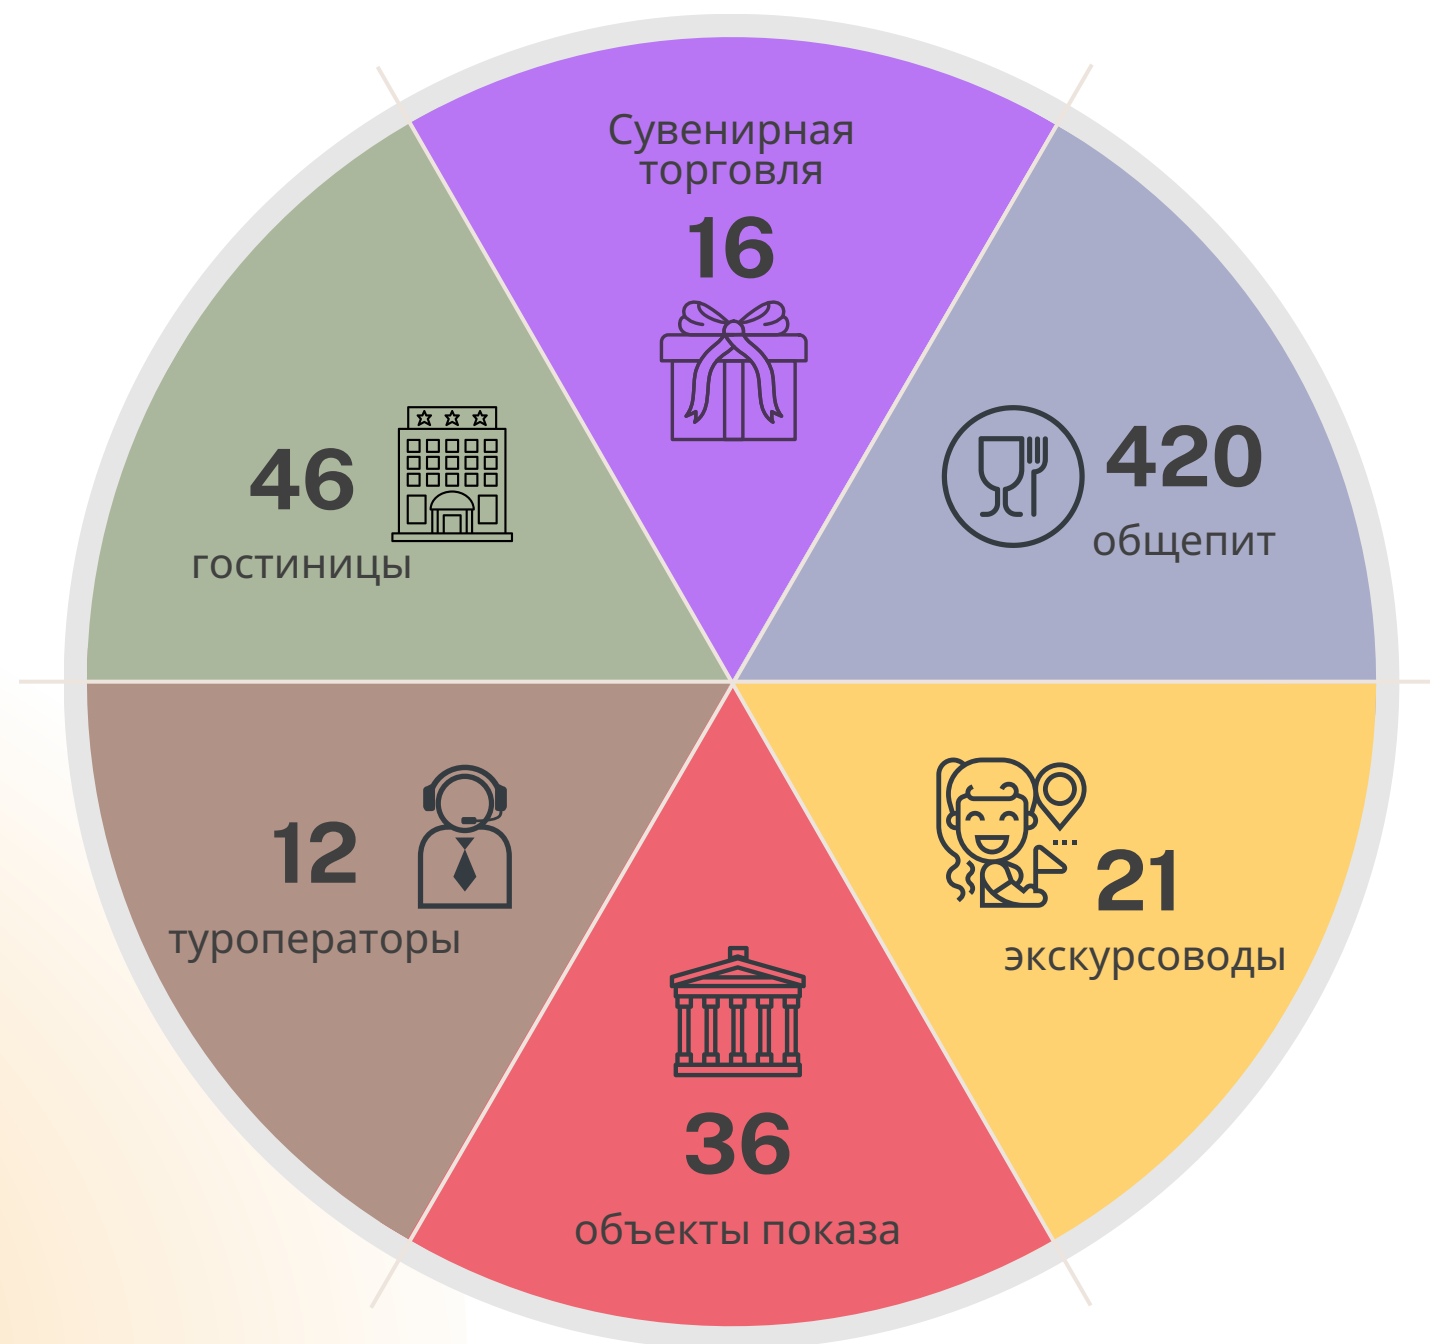 Сувенирная
торговля
16
420
общепит
46
гостиницы
12
туроператоры
21
экскурсоводы
36
объекты показа